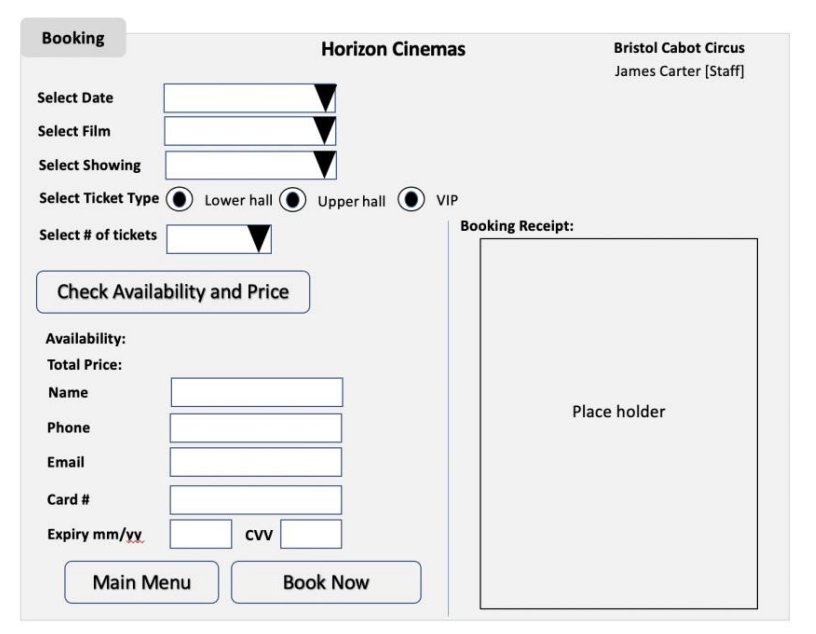 Booking
Horizon Cinemas
Bristol Cabot Circus
James Carter [Staff]
Select Date
Select Film
Select Showing
Select Ticket Type Lower hall Upper hall VIP
Select # of tickets
Booking Receipt:
Check Availability and Price
Availability:
Total Price:
Name
Phone
Email
Card #
Expiry mm/yy CVV
Main Menu Book Now
Place holder